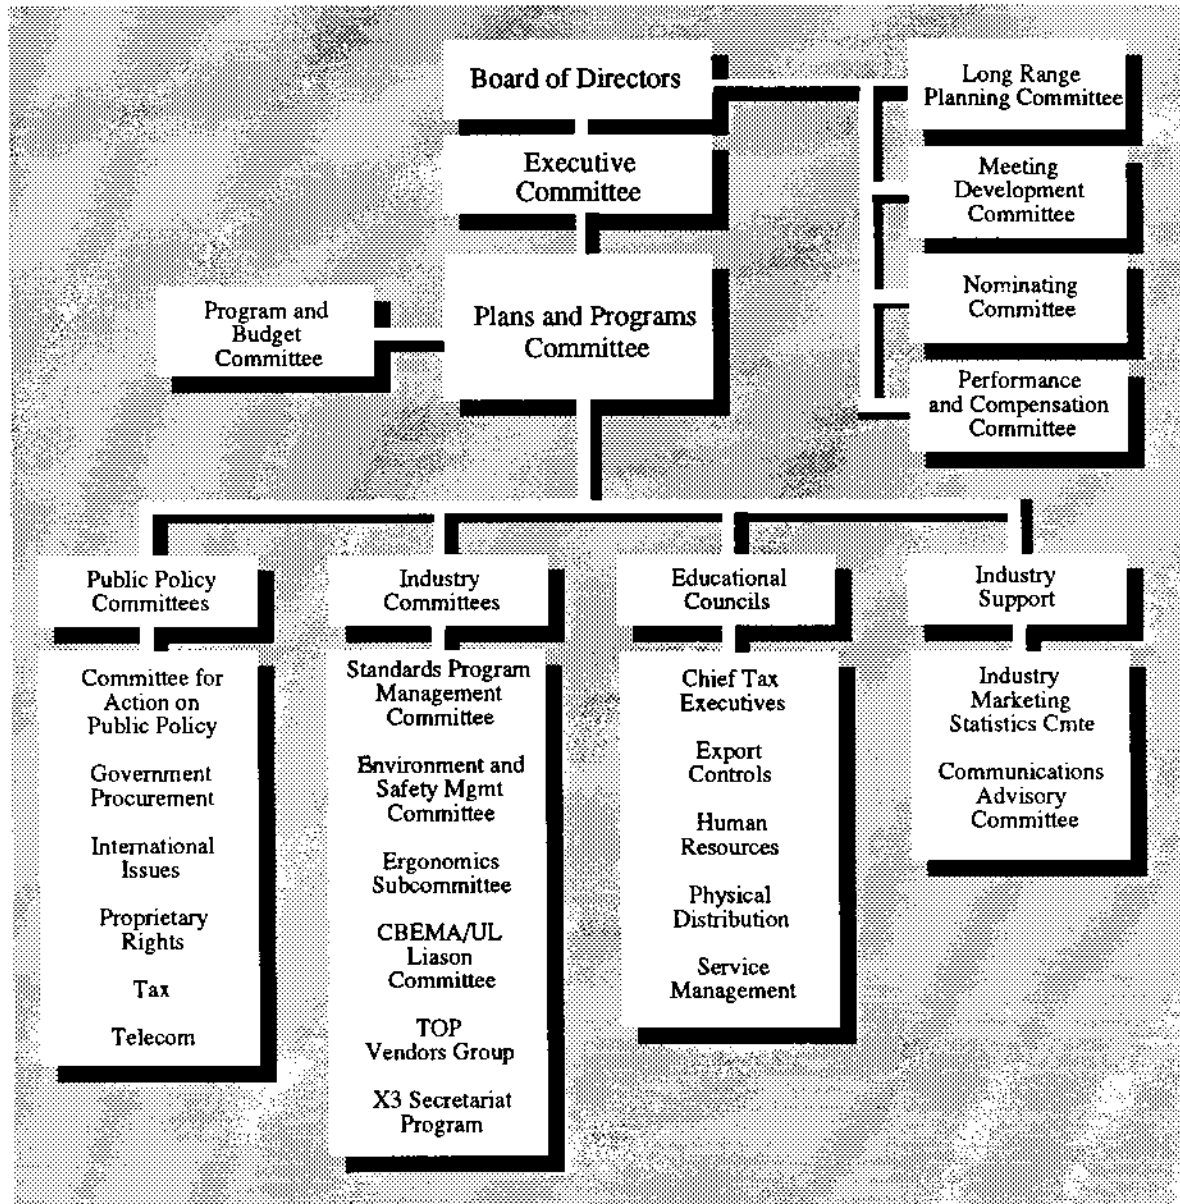 Board of Directors
Long Range
Planning Committee
Executive
Committee
Meeting
Development
Committee
Program and
Budget
Committee
Plans and Programs
Committee
Nominating
Committee
Performance
and Compensation
Committee
Public Policy
Committees
Committee for
Action on
Public Policy
Government
Procurement
International
Issues
Proprietary
Rights
Tax
Telecom
Industry
Committees
Standards Program
Management
Committee
Environment and
Safety Mgmt
Committee
Ergonomics
Subcommittee
CBEMA/UL
Liason
Committee
TOP
Vendors Group
X3 Secretariat
Program
Educational
Councils
Chief Tax
Executives
Export
Controls
Human
Resources
Physical
Distribution
Service
Management
Industry
Support
Industry
Marketing
Statistics Cmte
Communications
Advisory
Committee